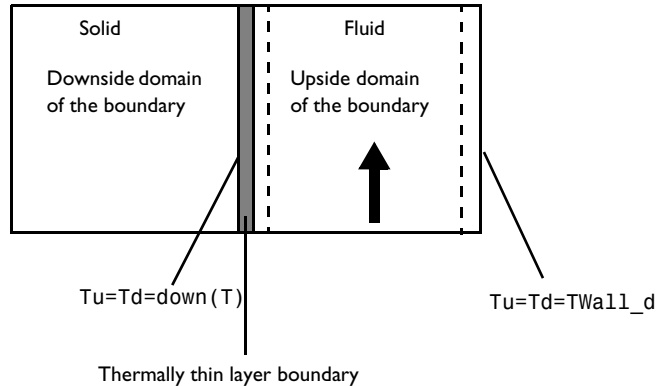 Solid
Fluid
Downside domain
of the boundary
Upside domain
of the boundary
Tu=Td=down(T)
Tu=Td=TWall_d
Thermally thin layer boundary